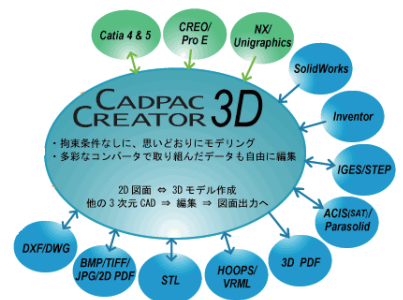 Catia 4 & 5
CREO/
Pro E
NX/
Unigraphics
SolidWorks
Inventor
IGES/STEP
ACIS(SAT)/
Parasolid
3D PDF
HOOPS/
VRML
STL
BMP/TIFF/
JPG/2D PDF
DXF/DWG
CADPAC
CREATOR 3D
・拘束条件なしに、思いどおりにモデリング
・多彩なコンバータで取り組んだデータも自由に編集
2D 図面 ⇔ 3D モデル作成
他の 3 次元 CAD ⇒ 編集 ⇒ 図面出力へ